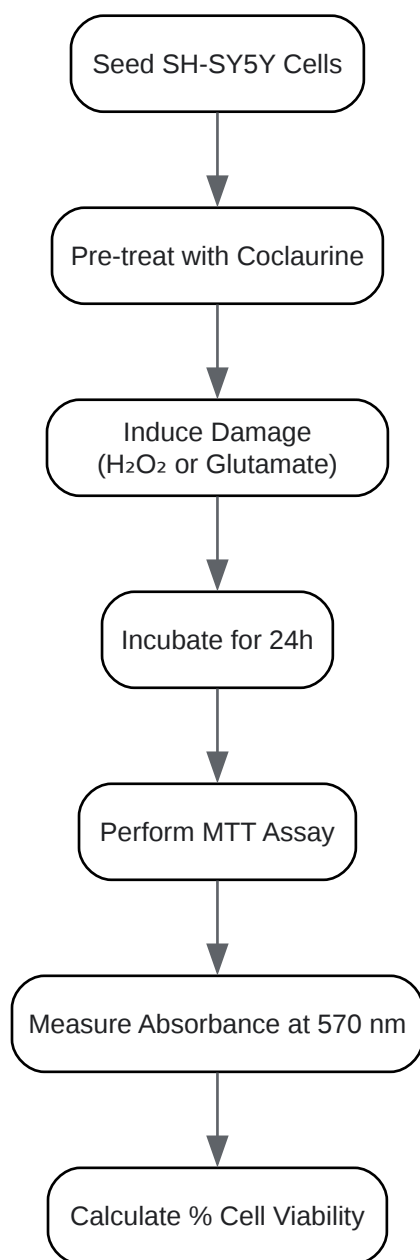 Seed SH-SY5Y Cells
Pre-treat with Coclaurine
Induce Damage
(H₂O₂ or Glutamate)
Incubate for 24h
Perform MTT Assay
Measure Absorbance at 570 nm
Calculate % Cell Viability